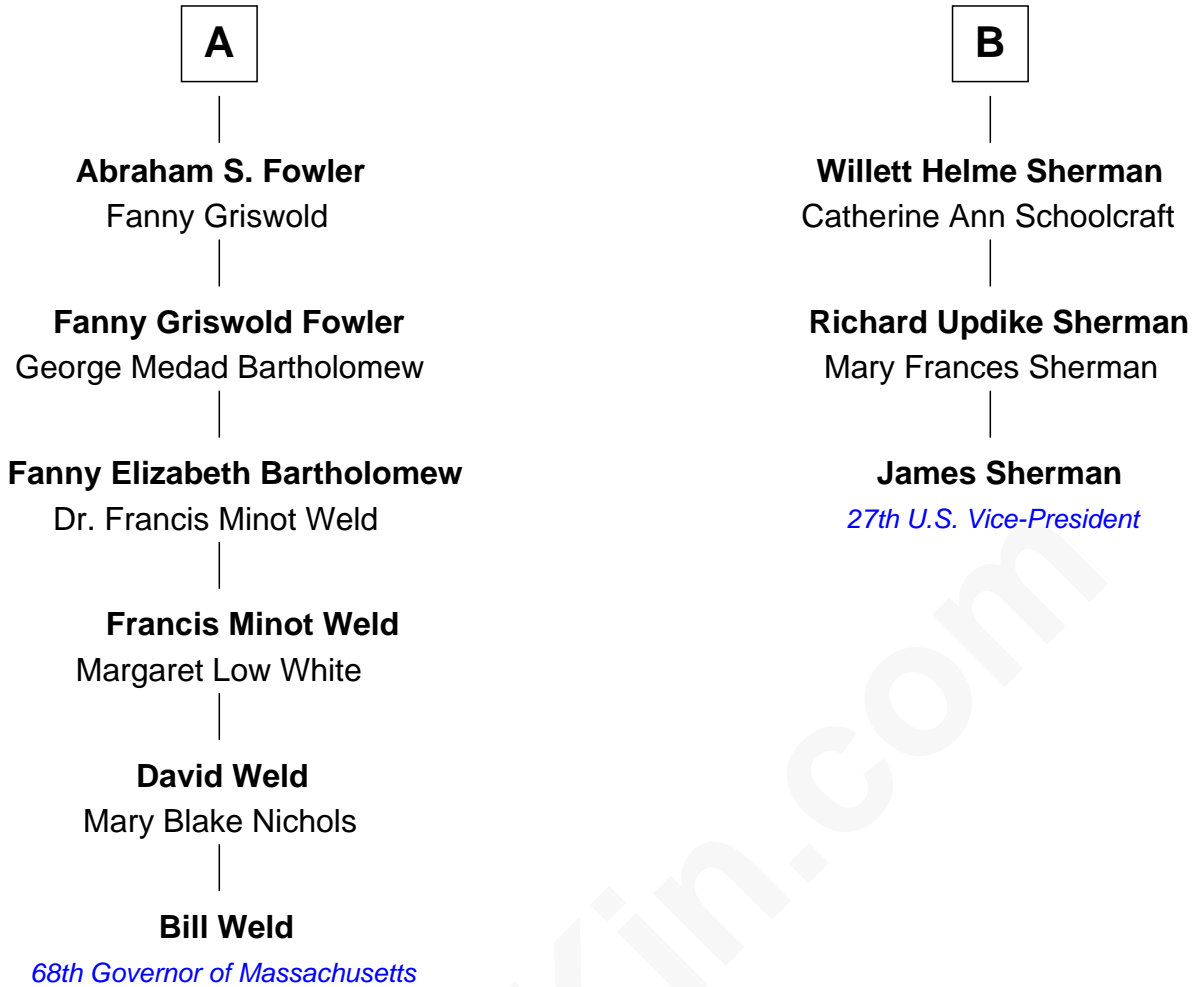 A
Abraham S. Fowler
Fanny Griswold
Fanny Griswold Fowler
George Medad Bartholomew
Fanny Elizabeth Bartholomew
Dr. Francis Minot Weld
Francis Minot Weld
Margaret Low White
David Weld
Mary Blake Nichols
Bill Weld
68th Governor of Massachusetts
B
Willett Helme Sherman
Catherine Ann Schoolcraft
Richard Updike Sherman
Mary Frances Sherman
James Sherman
27th U.S. Vice-President
Kin.com